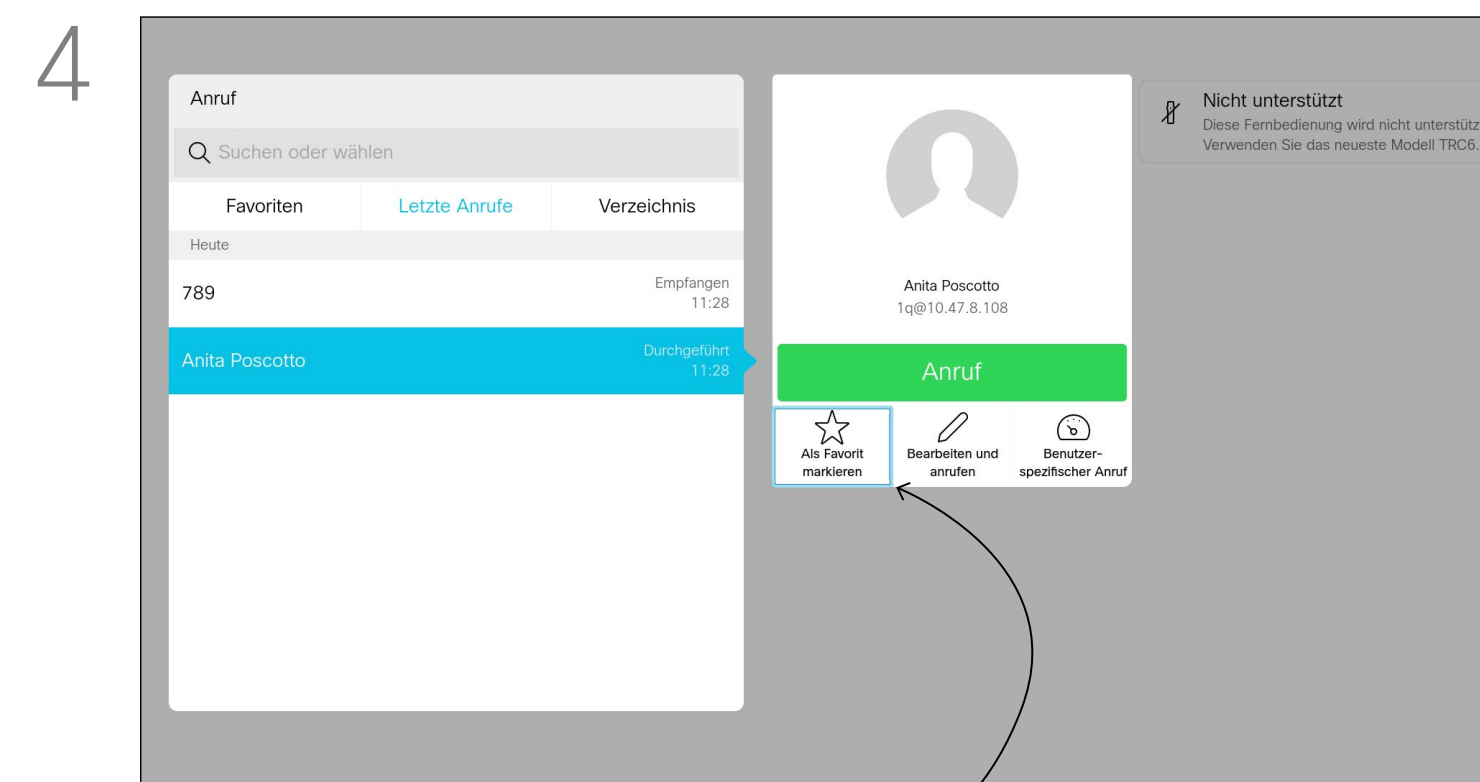 4
Anruf
Suchen oder wählen
Favoriten Letzte Anrufe Verzeichnis
Heute
789
Empfangen
11:28
Anita Poscotto
Durchgeführt
11:28
Anita Poscotto
1q@10.47.8.108
Anruf
Als Favorit
markieren
Bearbeiten und
anrufen
Benutzer-
spezifischer Anruf
Nicht unterstützt
Diese Fernbedienung wird nicht unterstütz
Verwenden Sie das neueste Modell TRC6.